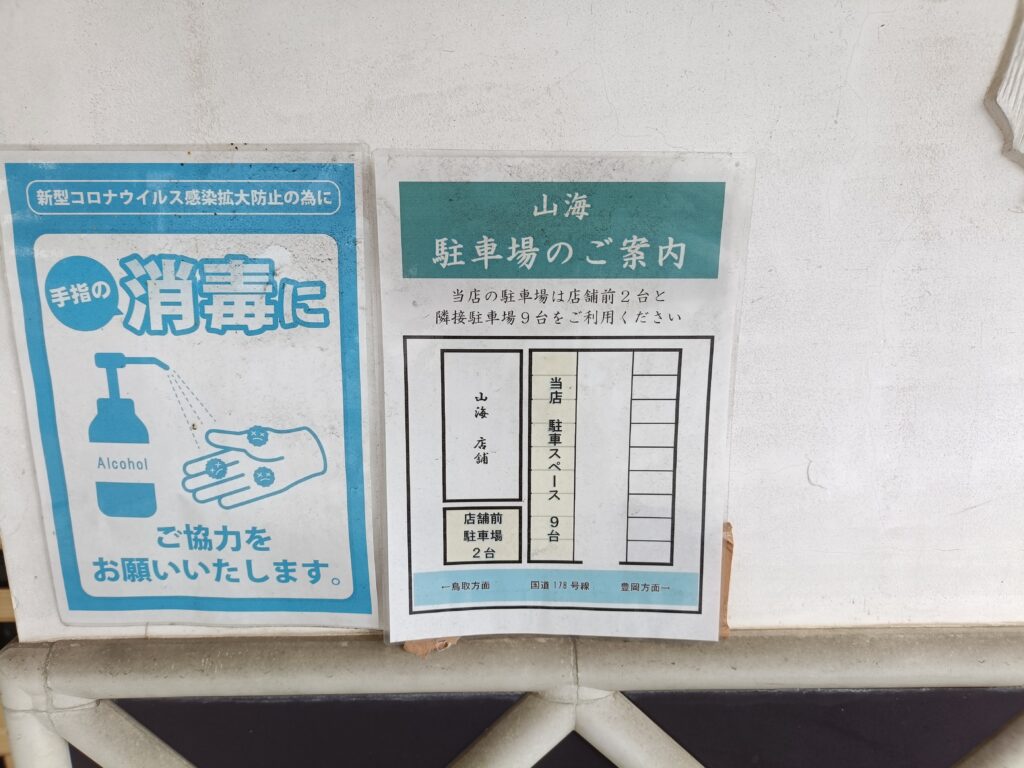 新型コロナウイルス感染拡大防止の為に
手指の
消毒に
Alcohol
ご協力を
お願いいたします。
山海
駐車場のご案内
当店の駐車場は店舗前2台と
隣接駐車場9台をご利用ください
山海 店舗
当店 駐車スペース 9台
店舗前
駐車場
2台
←鳥取方面 国道178号線 豊岡方面→